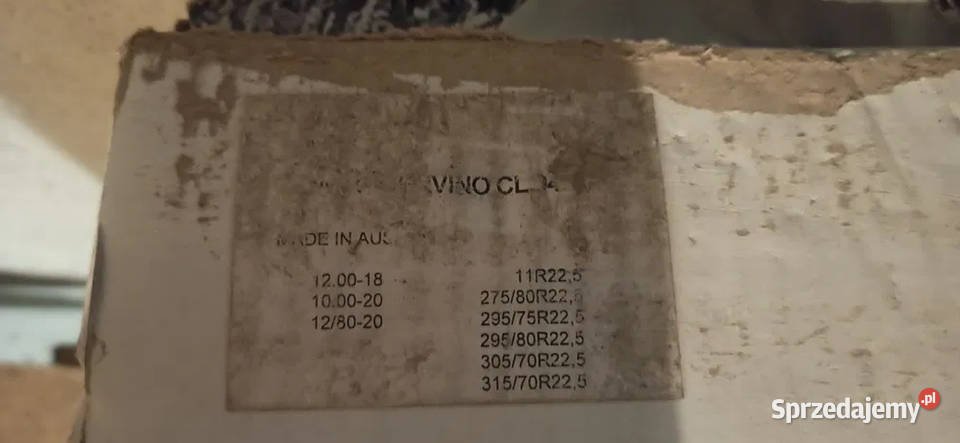 CL
MADE IN
12.00-18
10.00-20
12/80-20
11R22,5
275/80R22,5
295/75R22,5
295/80R22,5
305/70R22,5
315/70R22,5
Sprzedajemy.pl